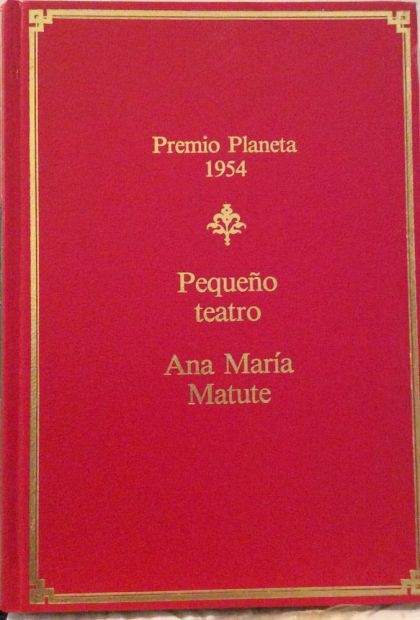 Premio Planeta
1954
Pequeño
teatro
Ana María
Matute